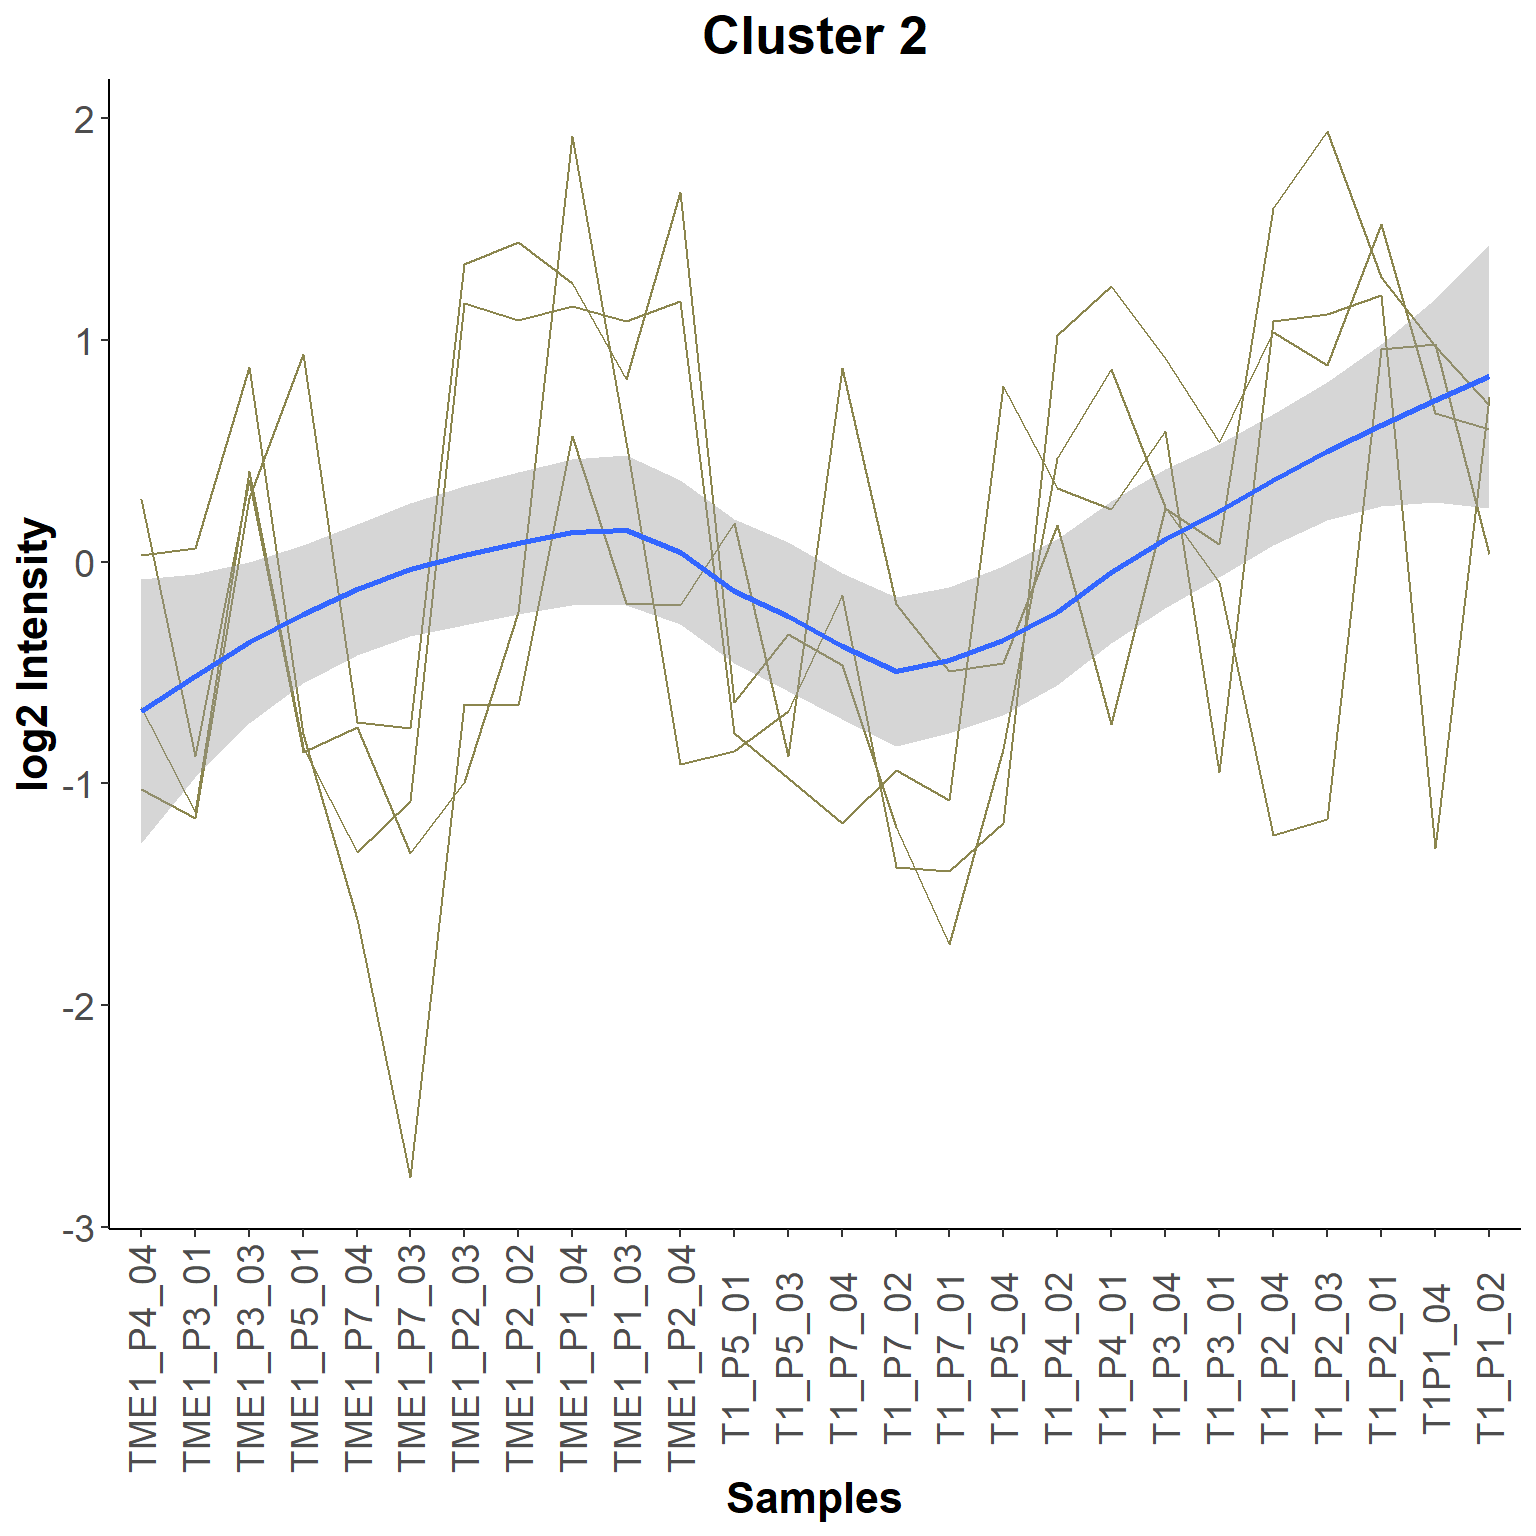 Cluster 2
log2 Intensity
2
1
0
-1
-2
-3
TME1_P4_04
TME1_P3_01
TME1_P3_03
TME1_P5_01
TME1_P7_04
TME1_P7_03
TME1_P2_03
TME1_P2_02
TME1_P1_04
TME1_P1_03
TME1_P2_04
T1_P5_01
T1_P5_03
T1_P7_04
T1_P7_02
T1_P7_01
T1_P5_04
T1_P4_02
T1_P4_01
T1_P3_04
T1_P3_01
T1_P2_04
T1_P2_03
T1_P2_01
T1P1_04
T1_P1_02
Samples